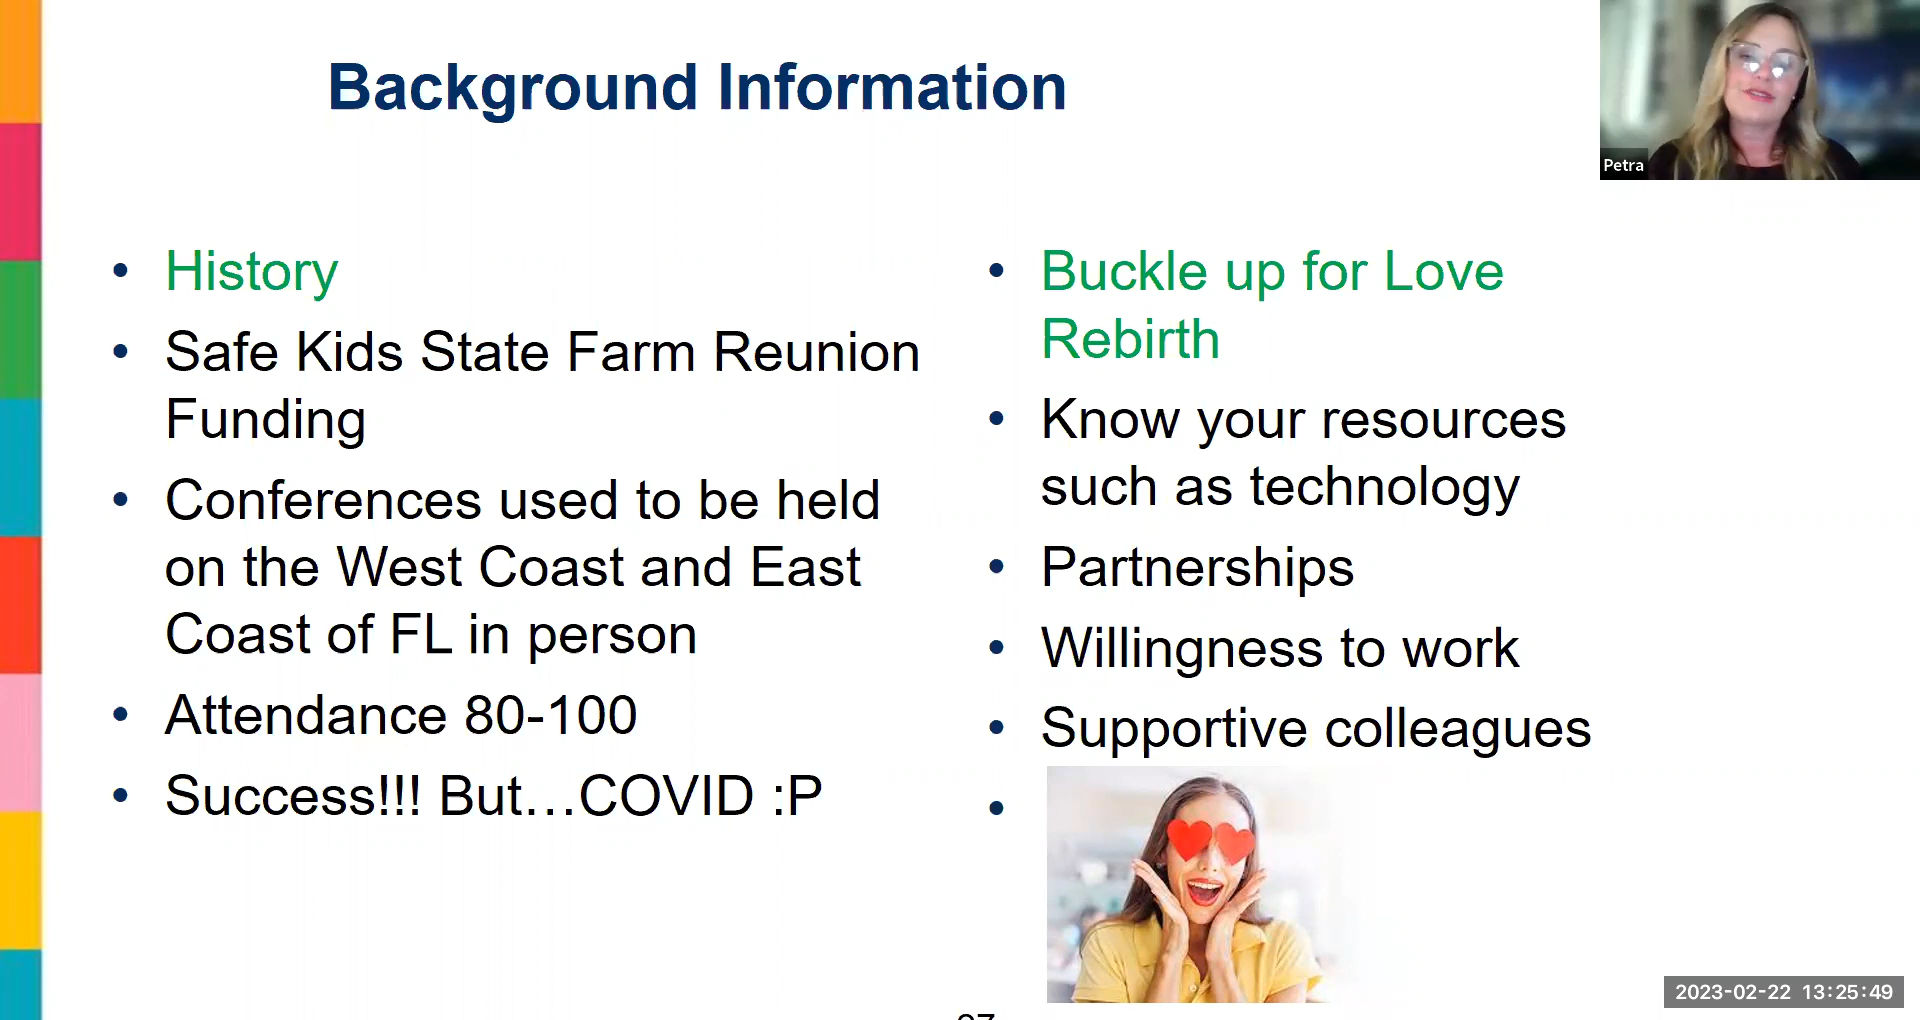 Background Information
Petra
• History
• Safe Kids State Farm Reunion
Funding
• Conferences used to be held
on the West Coast and East
Coast of FL in person
• Attendance 80-100
• Success!!! But…COVID :P
• Buckle up for Love
Rebirth
• Know your resources
such as technology
• Partnerships
• Willingness to work
• Supportive colleagues
•
2023-02-22 13:25:49